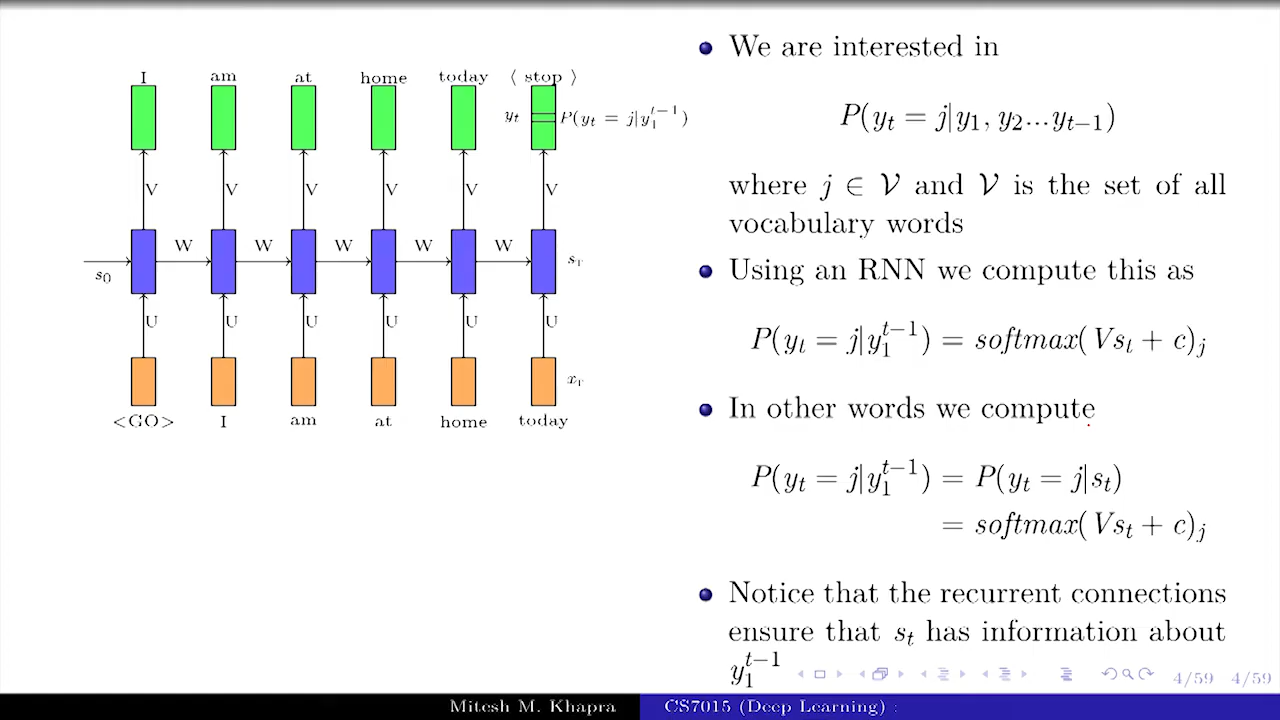 I am at home today ⟨ stop ⟩
y_t P(y_t = j|y_1^{t−1})
V V V V V V
W W W W W
s_0 s_T
U U U U U U
x_T
<GO> I am at home today
• We are interested in
P(y_t = j|y_1, y_2...y_{t−1})
where j ∈ 𝒱 and 𝒱 is the set of all
vocabulary words
• Using an RNN we compute this as
P(y_t = j|y_1^{t−1}) = softmax(Vs_t + c)_j
• In other words we compute
P(y_t = j|y_1^{t−1}) = P(y_t = j|s_t)
= softmax(Vs_t + c)_j
• Notice that the recurrent connections
ensure that s_t has information about
y_1^{t−1}
4/59 4/59
Mitesh M. Khapra CS7015 (Deep Learning) :